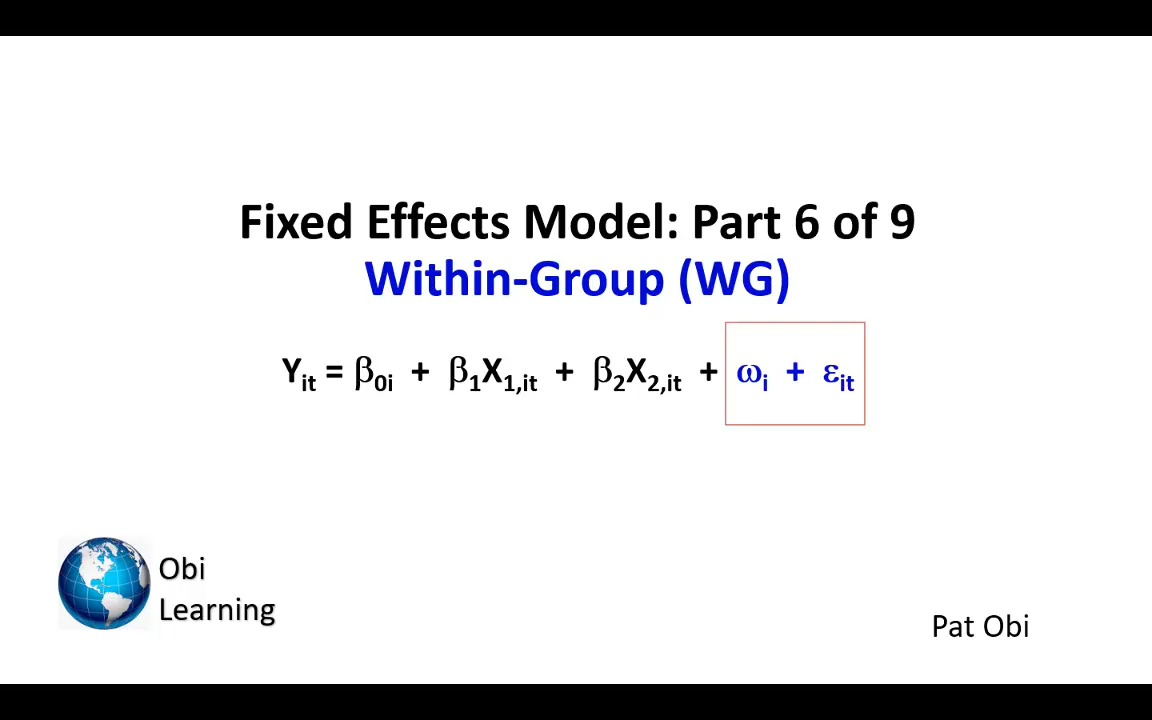 Fixed Effects Model: Part 6 of 9
Within-Group (WG)
Yit = β0i + β1X1,it + β2X2,it + ωi + εit
Obi
Learning
Pat Obi